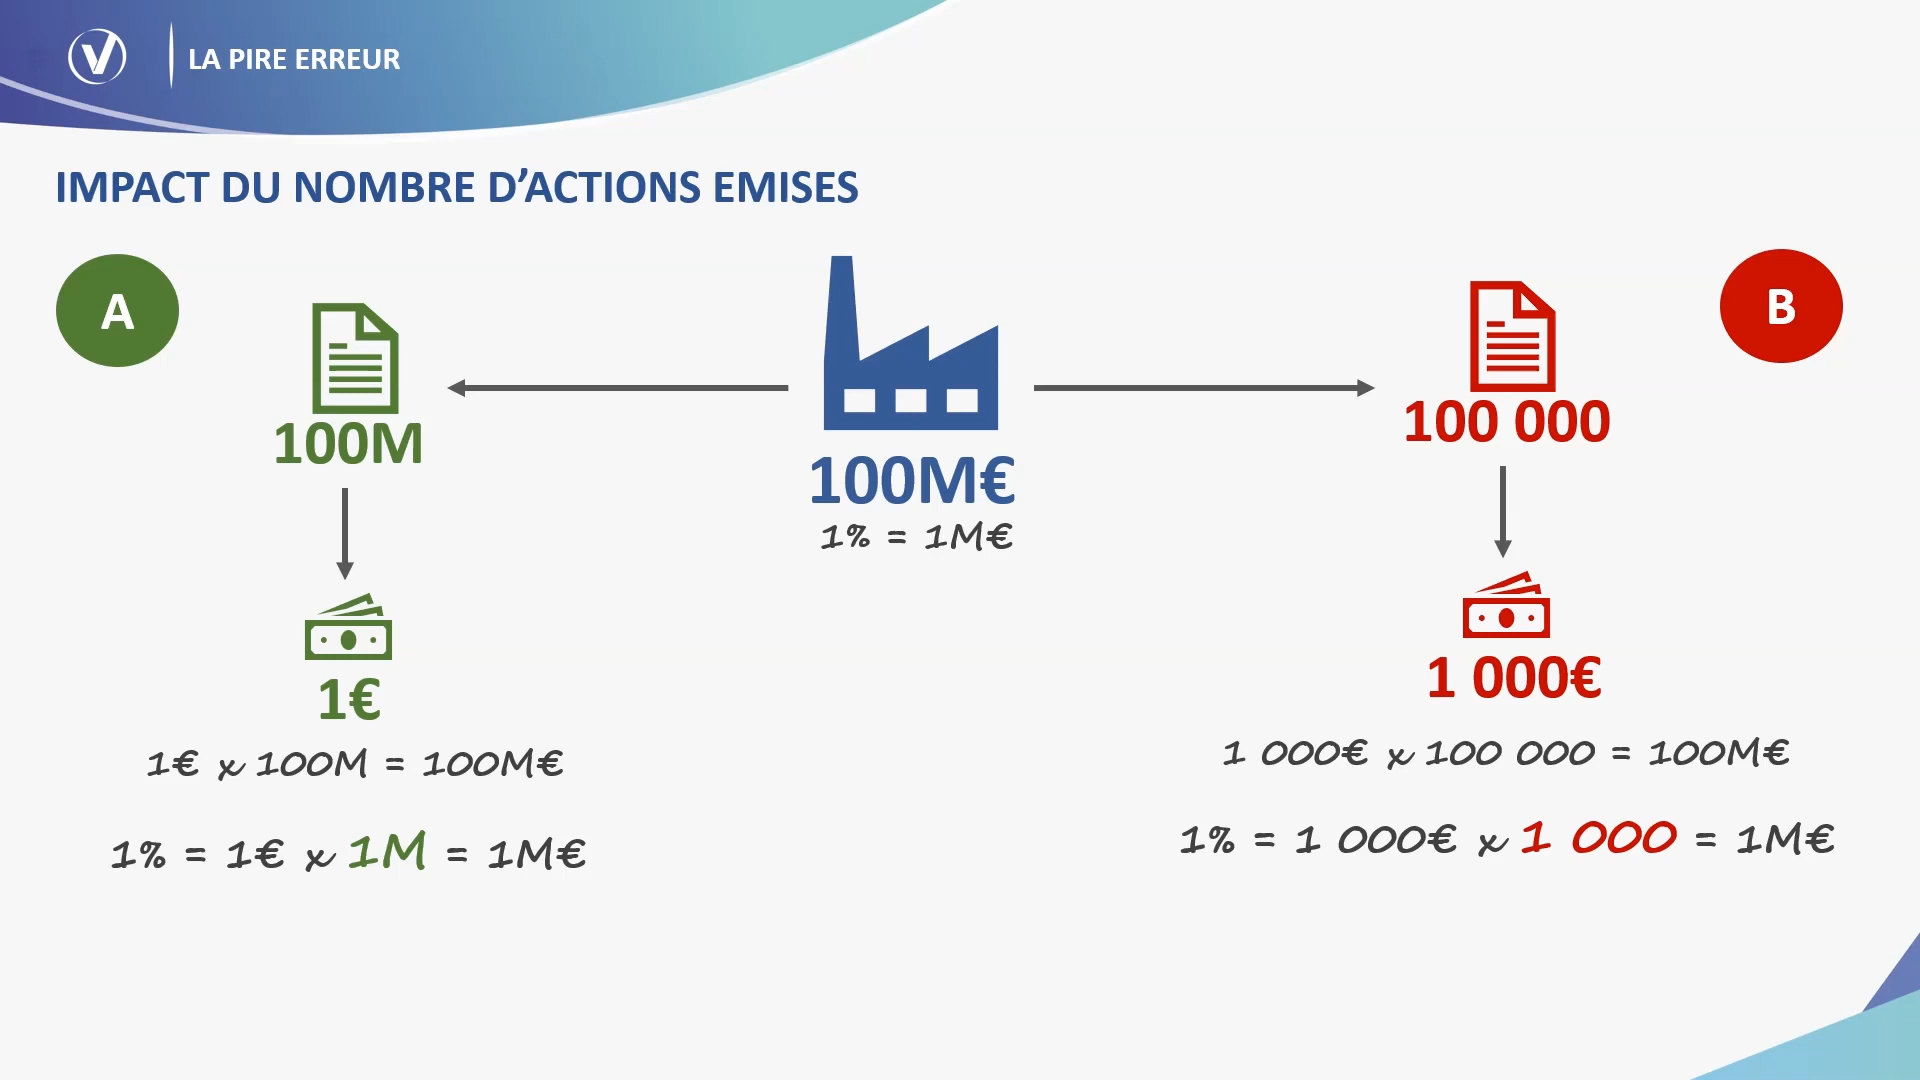 LA PIRE ERREUR
IMPACT DU NOMBRE D’ACTIONS EMISES
A
100M
1€
1€ x 100M = 100M€
1% = 1€ x 1M = 1M€
100M€
1% = 1M€
B
100 000
1 000€
1 000€ x 100 000 = 100M€
1% = 1 000€ x 1 000 = 1M€